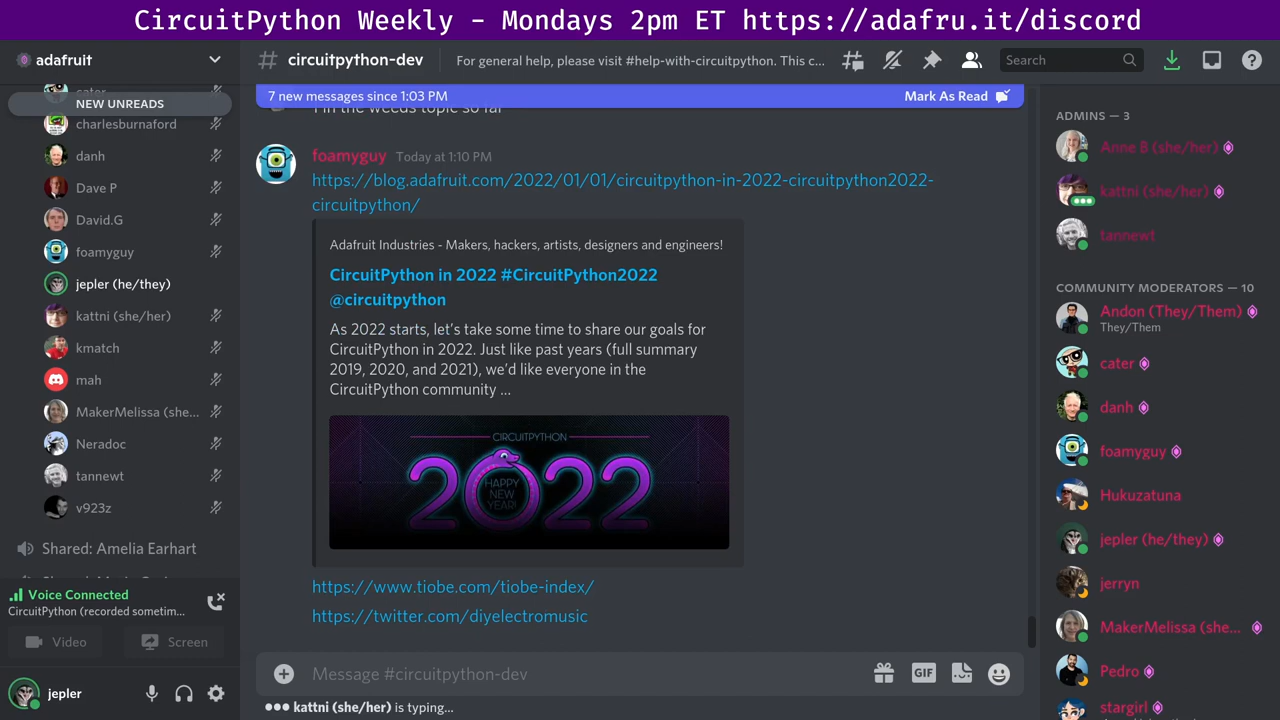 CircuitPython Weekly – Mondays 2pm ET https://adafru.it/discord
adafruit
circuitpython-dev
For general help, please visit #help-with-circuitpython. This c...
Search
cater
NEW UNREADS
charlesburnaford
danh
Dave P
David.G
foamyguy
jepler (he/they)
kattni (she/her)
kmatch
mah
MakerMelissa (she...
Neradoc
tannewt
v923z
Shared: Amelia Earhart
Voice Connected
CircuitPython (recorded sometim...
Video
Screen
jepler
7 new messages since 1:03 PM
Mark As Read
1 in the weeds topic so far
foamyguy Today at 1:10 PM
https://blog.adafruit.com/2022/01/01/circuitpython-in-2022-circuitpython2022-
circuitpython/
Adafruit Industries - Makers, hackers, artists, designers and engineers!
CircuitPython in 2022 #CircuitPython2022
@circuitpython
As 2022 starts, let's take some time to share our goals for
CircuitPython in 2022. Just like past years (full summary
2019, 2020, and 2021), we'd like everyone in the
CircuitPython community ...
CIRCUITPYTHON
2022
HAPPY
NEW
YEAR!
https://www.tiobe.com/tiobe-index/
https://twitter.com/diyelectromusic
Message #circuitpython-dev
GIF
kattni (she/her) is typing...
ADMINS — 3
Anne B (she/her)
kattni (she/her)
tannewt
COMMUNITY MODERATORS — 10
Andon (They/Them)
They/Them
cater
danh
foamyguy
Hukuzatuna
jepler (he/they)
jerryn
MakerMelissa (she...
Pedro
stargirl